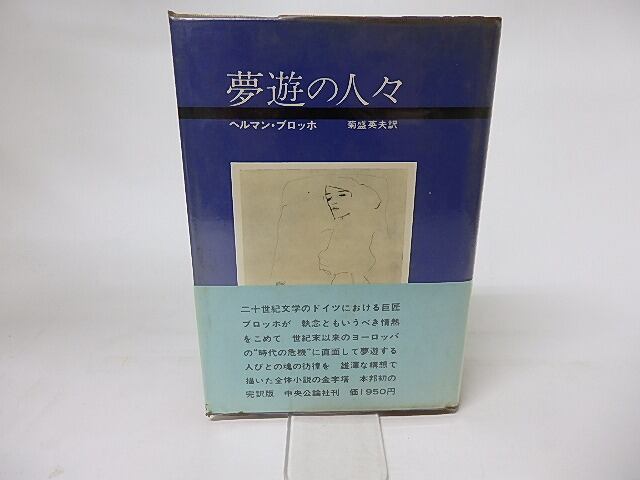 夢遊の人々
ヘルマン・ブロッホ 菊盛英夫訳
二十世紀文学のドイツにおける巨匠
ブロッホが 執念ともいうべき情熱
をこめて 世紀末以来のヨーロッパ
の“時代の危機”に直面して夢遊する
人びとの魂の彷徨を 雄渾な構想で
描いた全体小説の金字塔 本邦初の
完訳版 中央公論社刊 価1950円